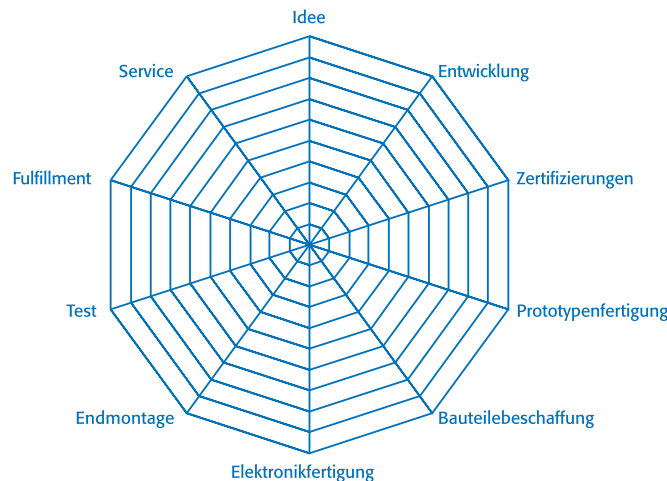 Idee
Service
Entwicklung
Fulfillment
Zertifizierungen
Test
Prototypenfertigung
Endmontage
Bauteilebeschaffung
Elektronikfertigung